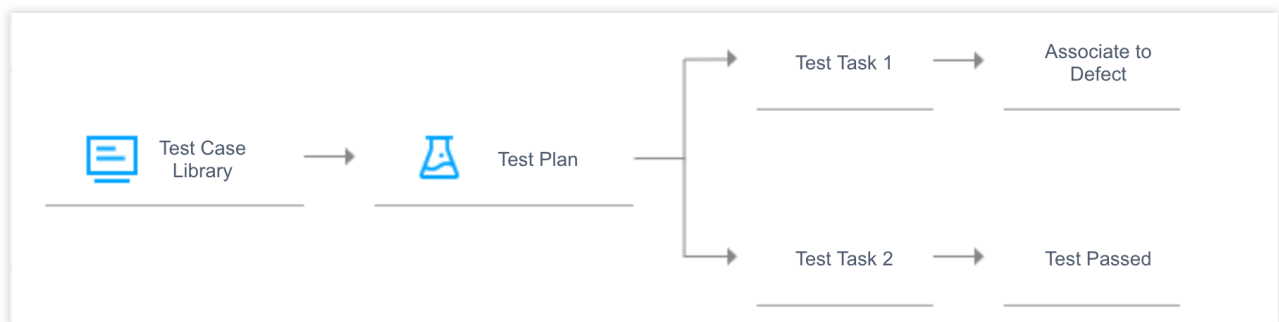 Test Case
Library
Test Plan
Test Task 1
Associate to
Defect
Test Task 2
Test Passed